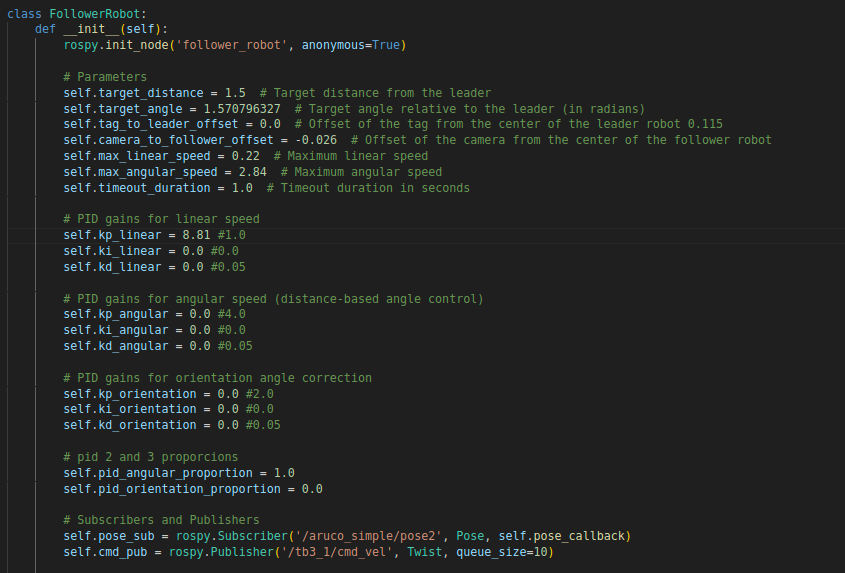 class FollowerRobot:
    def __init__(self):
        rospy.init_node('follower_robot', anonymous=True)

        # Parameters
        self.target_distance = 1.5  # Target distance from the leader
        self.target_angle = 1.570796327  # Target angle relative to the leader (in radians)
        self.tag_to_leader_offset = 0.0  # Offset of the tag from the center of the leader robot 0.115
        self.camera_to_follower_offset = -0.026  # Offset of the camera from the center of the follower robot
        self.max_linear_speed = 0.22  # Maximum linear speed
        self.max_angular_speed = 2.84  # Maximum angular speed
        self.timeout_duration = 1.0  # Timeout duration in seconds

        # PID gains for linear speed
        self.kp_linear = 8.81 #1.0
        self.ki_linear = 0.0 #0.0
        self.kd_linear = 0.0 #0.05

        # PID gains for angular speed (distance-based angle control)
        self.kp_angular = 0.0 #4.0
        self.ki_angular = 0.0 #0.0
        self.kd_angular = 0.0 #0.05

        # PID gains for orientation angle correction
        self.kp_orientation = 0.0 #2.0
        self.ki_orientation = 0.0 #0.0
        self.kd_orientation = 0.0 #0.05

        # pid 2 and 3 proporcions
        self.pid_angular_proportion = 1.0
        self.pid_orientation_proportion = 0.0

        # Subscribers and Publishers
        self.pose_sub = rospy.Subscriber('/aruco_simple/pose2', Pose, self.pose_callback)
        self.cmd_pub = rospy.Publisher('/tb3_1/cmd_vel', Twist, queue_size=10)